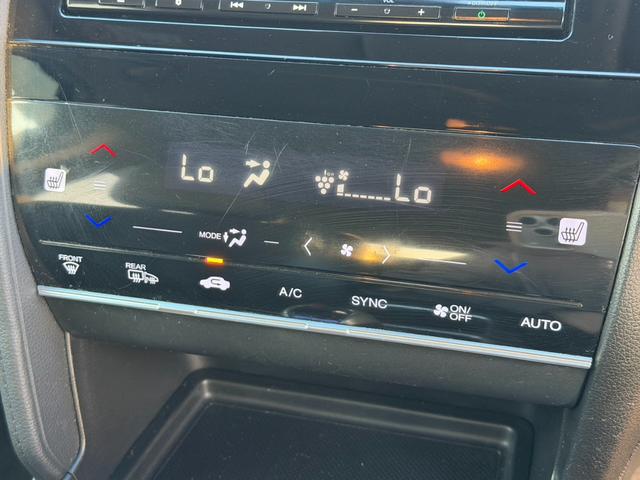 VOL
− +
Lo
Lo
MODE
FRONT
REAR
A/C
SYNC
ON/
OFF
AUTO